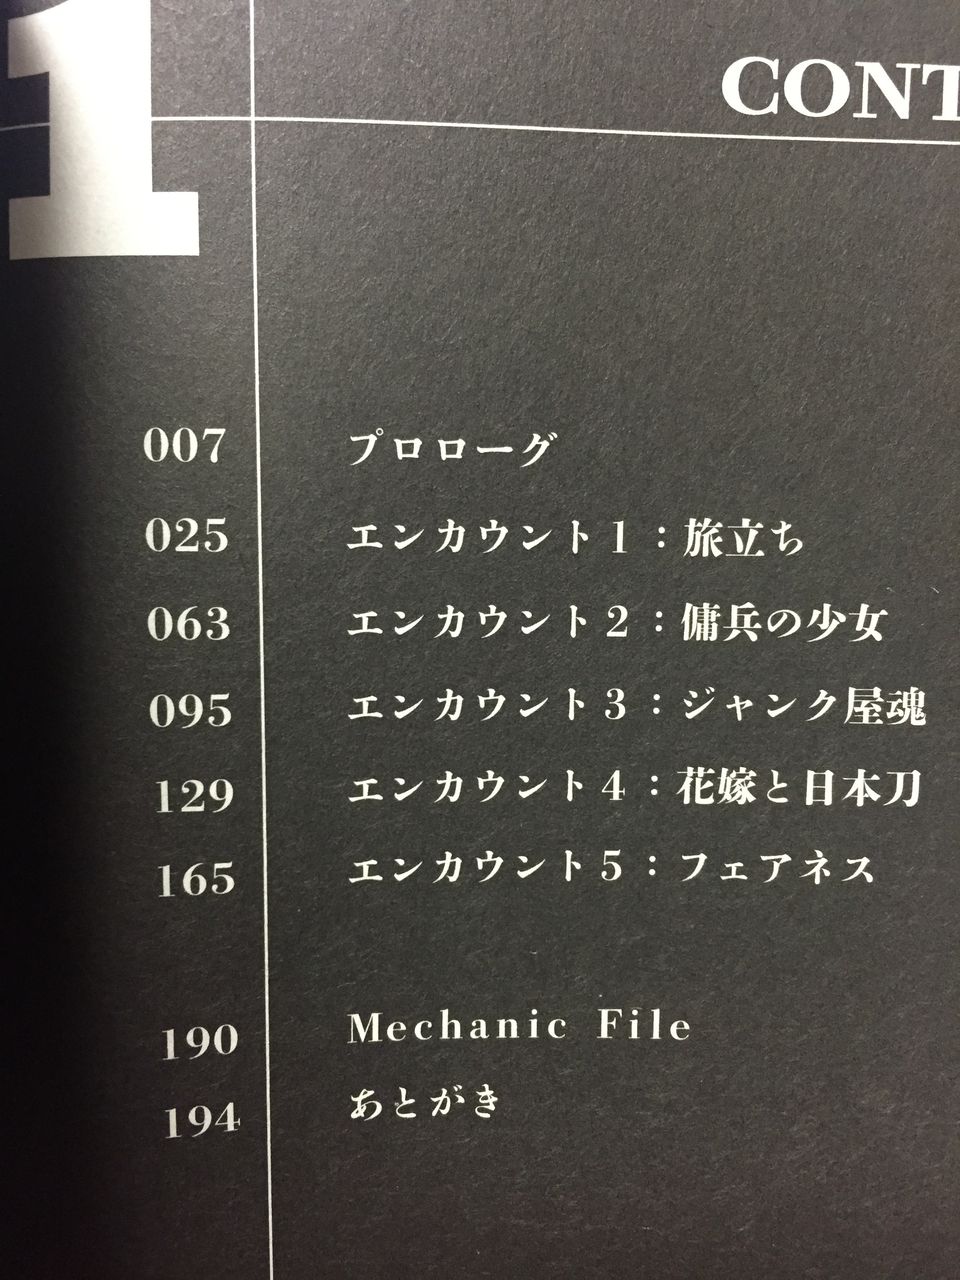 1
CONT
007 プロローグ
025 エンカウント1：旅立ち
063 エンカウント2：傭兵の少女
095 エンカウント3：ジャンク屋魂
129 エンカウント4：花嫁と日本刀
165 エンカウント5：フェアネス
190 Mechanic File
194 あとがき